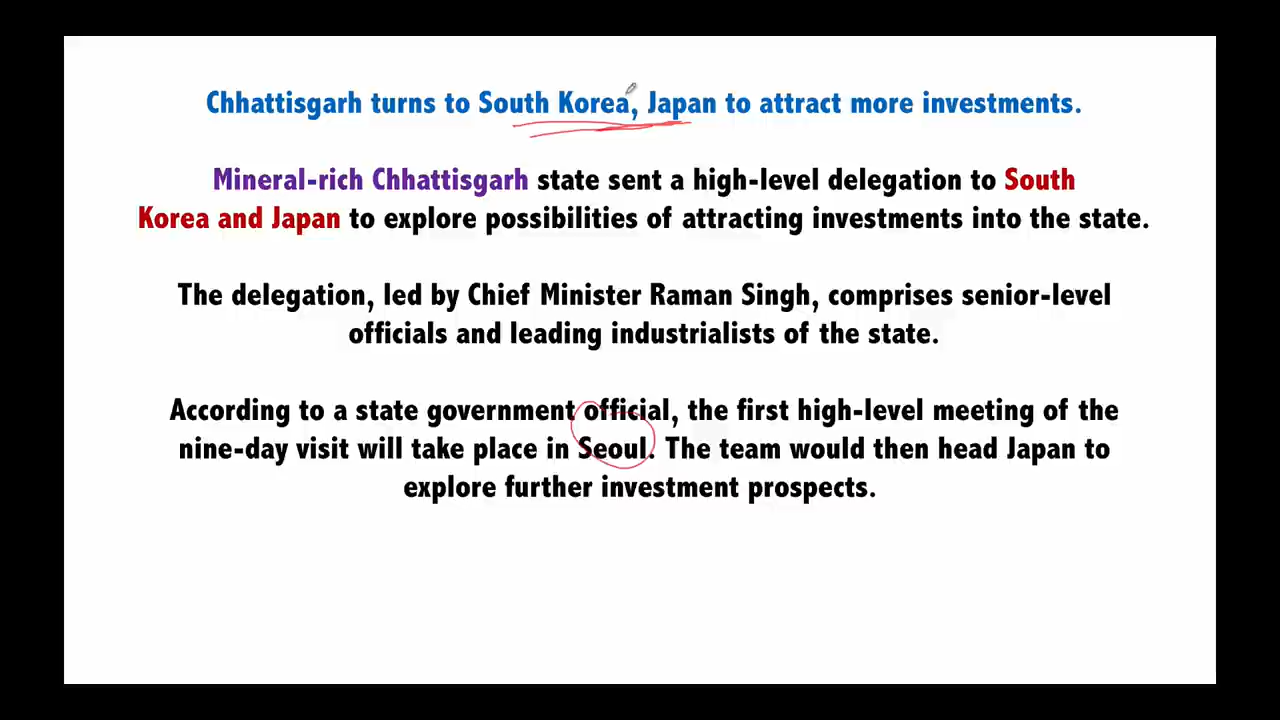 Chhattisgarh turns to South Korea, Japan to attract more investments.
Mineral-rich Chhattisgarh state sent a high-level delegation to South
Korea and Japan to explore possibilities of attracting investments into the state.
The delegation, led by Chief Minister Raman Singh, comprises senior-level
officials and leading industrialists of the state.
According to a state government official, the first high-level meeting of the
nine-day visit will take place in Seoul. The team would then head Japan to
explore further investment prospects.